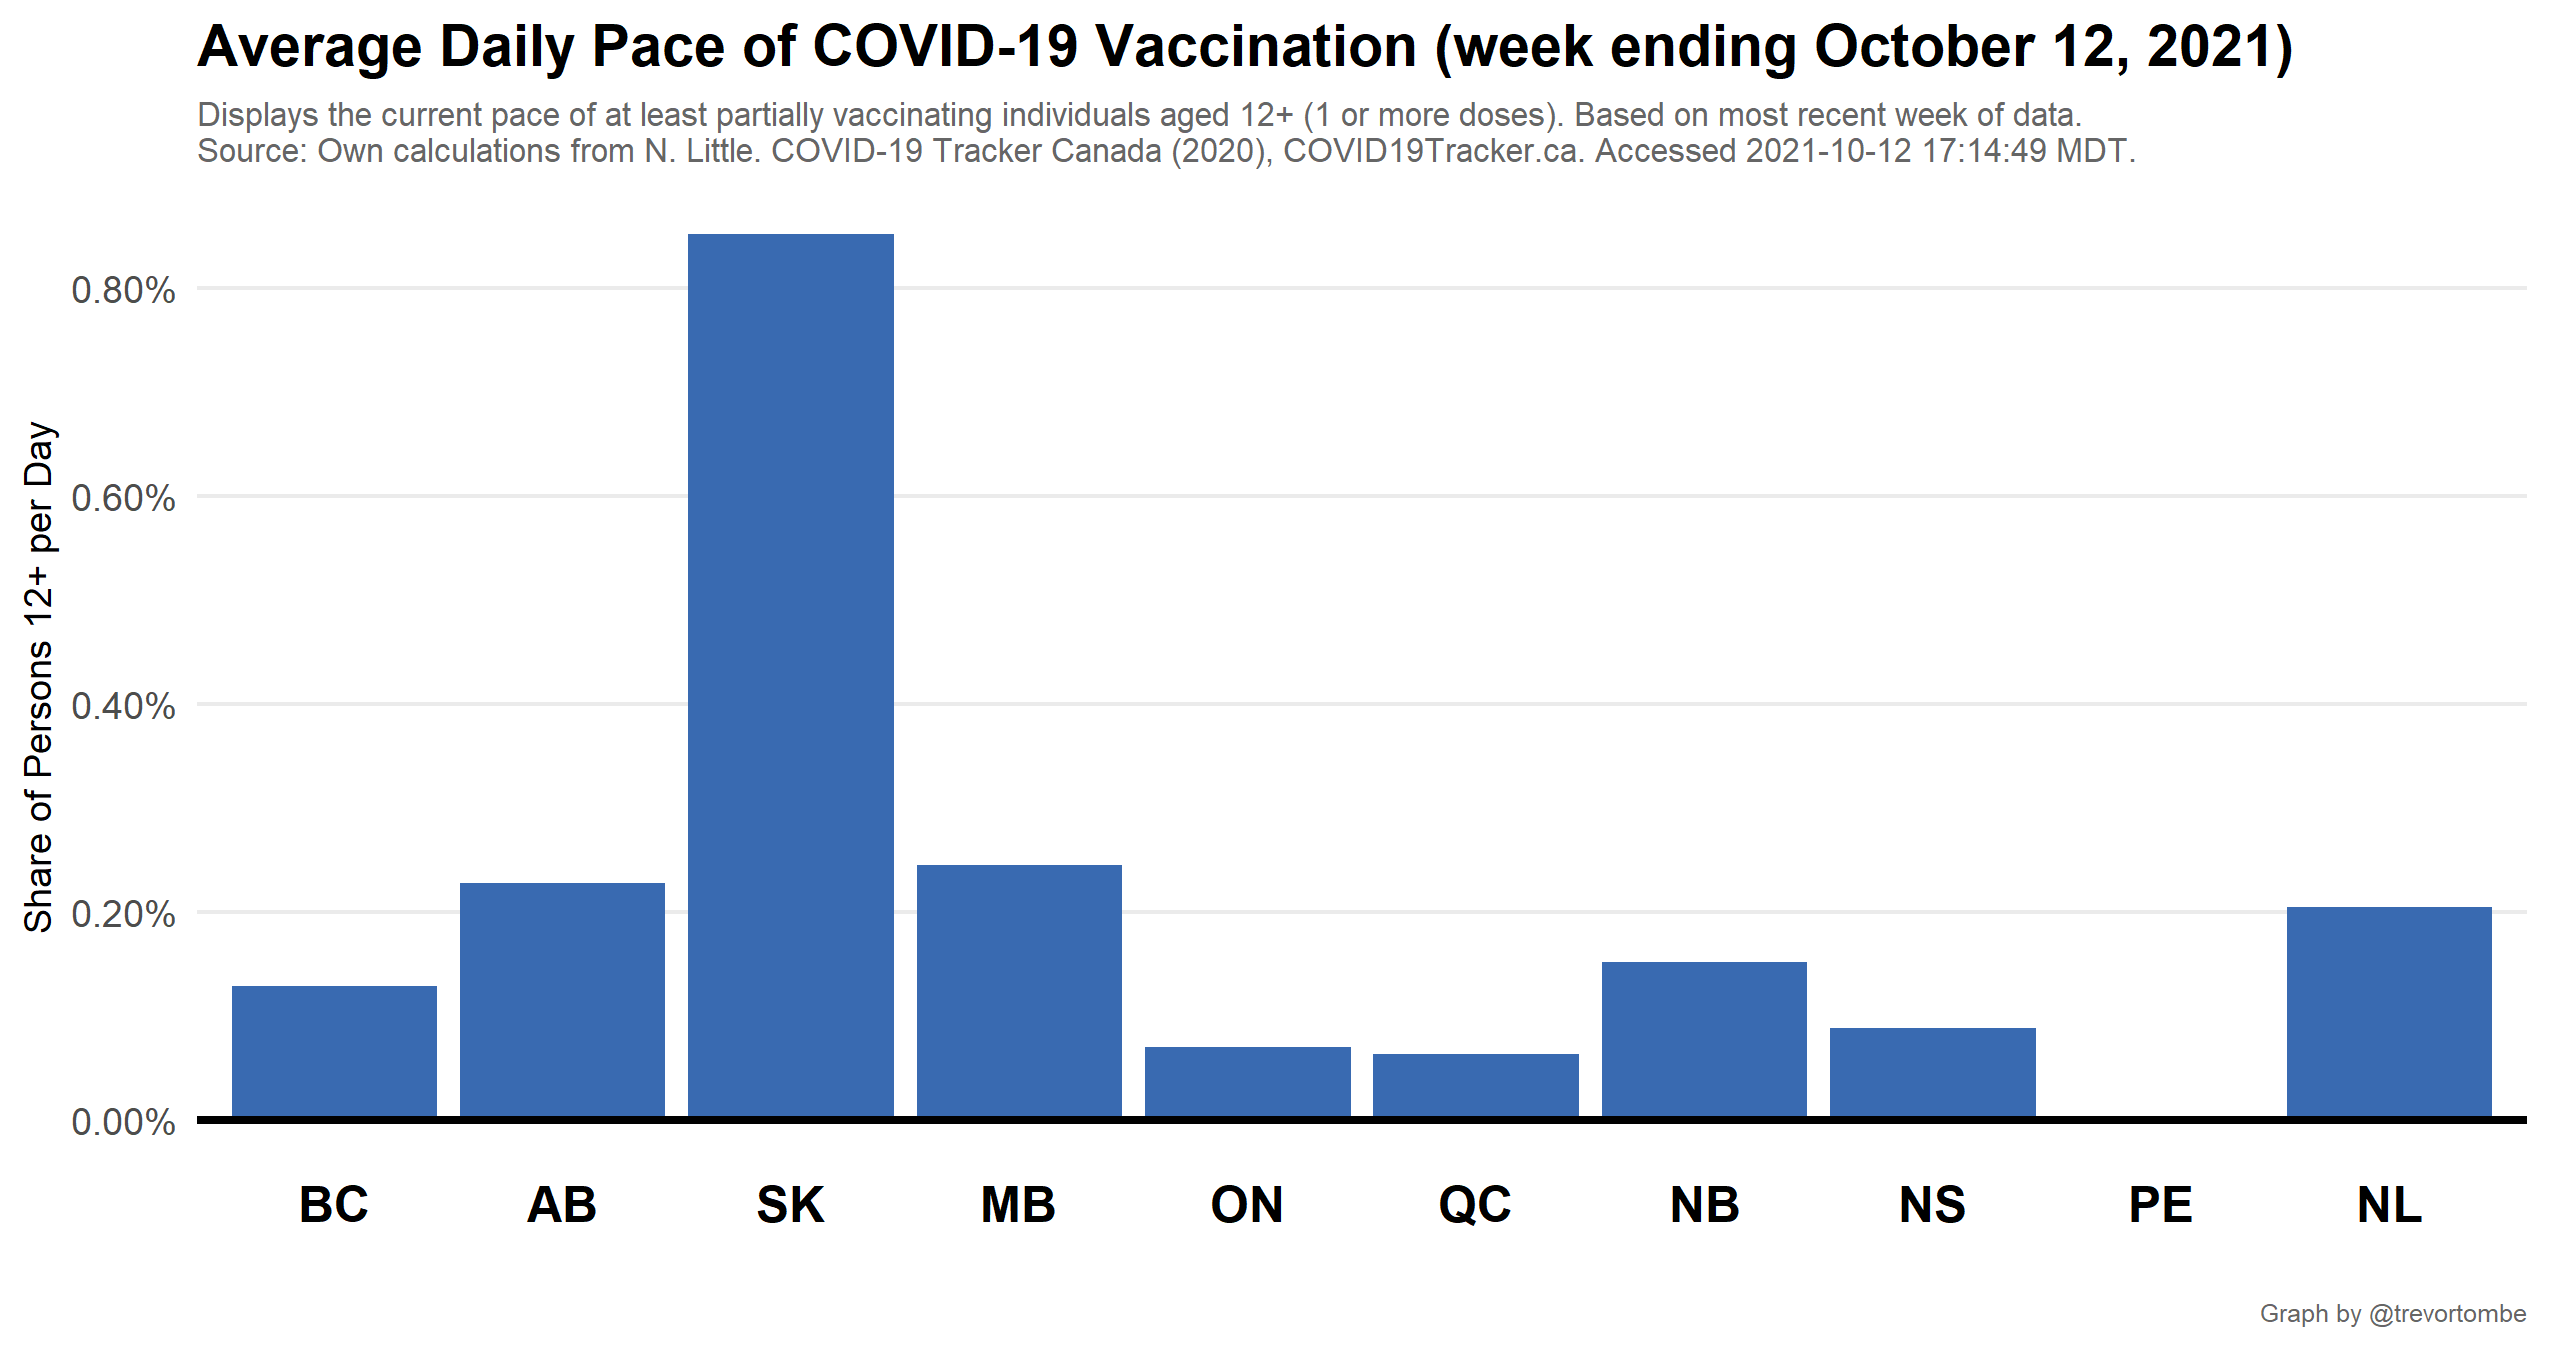 Average Daily Pace of COVID-19 Vaccination (week ending October 12, 2021)
Displays the current pace of at least partially vaccinating individuals aged 12+ (1 or more doses). Based on most recent week of data.
Source: Own calculations from N. Little. COVID-19 Tracker Canada (2020), COVID19Tracker.ca. Accessed 2021-10-12 17:14:49 MDT.
Share of Persons 12+ per Day
0.80%
0.60%
0.40%
0.20%
0.00%
BC AB SK MB ON QC NB NS PE NL
Graph by @trevortombe